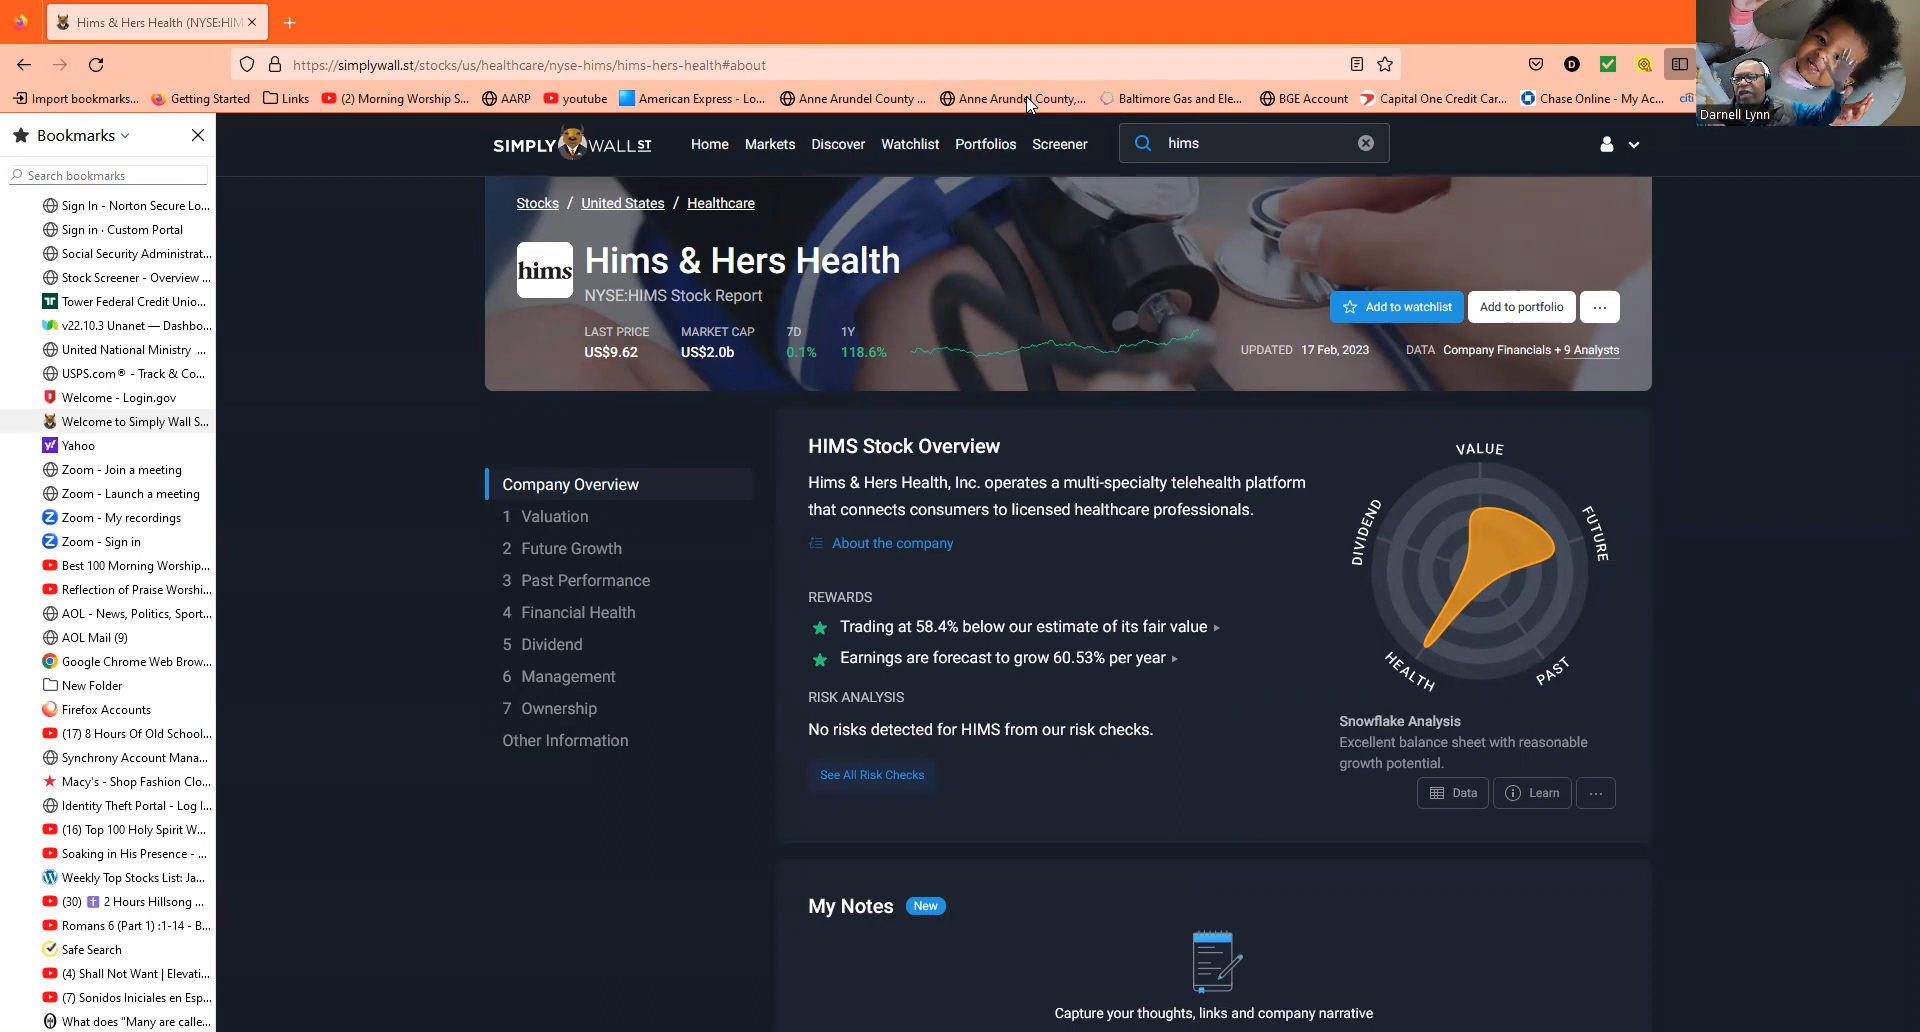 Hims & Hers Health (NYSE:HIM
https://simplywall.st/stocks/us/healthcare/nyse-hims/hims-hers-health#about
Import bookmarks...
Getting Started
Links
(2) Morning Worship S...
AARP
youtube
American Express - Lo...
Anne Arundel County ...
Anne Arundel County,...
Baltimore Gas and Ele...
BGE Account
Capital One Credit Car...
Chase Online - My Ac...
citi
Darnell Lynn
Bookmarks
Search bookmarks
Sign In - Norton Secure Lo...
Sign in · Custom Portal
Social Security Administrat...
Stock Screener - Overview ...
Tower Federal Credit Unio...
v22.10.3 Unanet — Dashbo...
United National Ministry ...
USPS.com® - Track & Co...
Welcome - Login.gov
Welcome to Simply Wall S...
Yahoo
Zoom - Join a meeting
Zoom - Launch a meeting
Zoom - My recordings
Zoom - Sign in
Best 100 Morning Worship...
Reflection of Praise Worshi...
AOL - News, Politics, Sport...
AOL Mail (9)
Google Chrome Web Brow...
New Folder
Firefox Accounts
(17) 8 Hours Of Old School...
Synchrony Account Mana...
Macy's - Shop Fashion Clo...
Identity Theft Portal - Log I...
(16) Top 100 Holy Spirit W...
Soaking in His Presence - ...
Weekly Top Stocks List: Ja...
(30) ✝ 2 Hours Hillsong ...
Romans 6 (Part 1) :1-14 - B...
Safe Search
(4) Shall Not Want | Elevati...
(7) Sonidos Iniciales en Esp...
What does "Many are calle...
SIMPLY WALL ST
Home
Markets
Discover
Watchlist
Portfolios
Screener
hims
Stocks / United States / Healthcare
hims
Hims & Hers Health
NYSE:HIMS Stock Report
Add to watchlist
Add to portfolio
...
LAST PRICE
US$9.62
MARKET CAP
US$2.0b
7D
0.1%
1Y
118.6%
UPDATED 17 Feb, 2023
DATA Company Financials + 9 Analysts
Company Overview
1 Valuation
2 Future Growth
3 Past Performance
4 Financial Health
5 Dividend
6 Management
7 Ownership
Other Information
HIMS Stock Overview
Hims & Hers Health, Inc. operates a multi-specialty telehealth platform
that connects consumers to licensed healthcare professionals.
About the company
REWARDS
Trading at 58.4% below our estimate of its fair value
Earnings are forecast to grow 60.53% per year
RISK ANALYSIS
No risks detected for HIMS from our risk checks.
See All Risk Checks
VALUE
FUTURE
PAST
HEALTH
DIVIDEND
Snowflake Analysis
Excellent balance sheet with reasonable
growth potential.
Data
Learn
...
My Notes
New
Capture your thoughts, links and company narrative